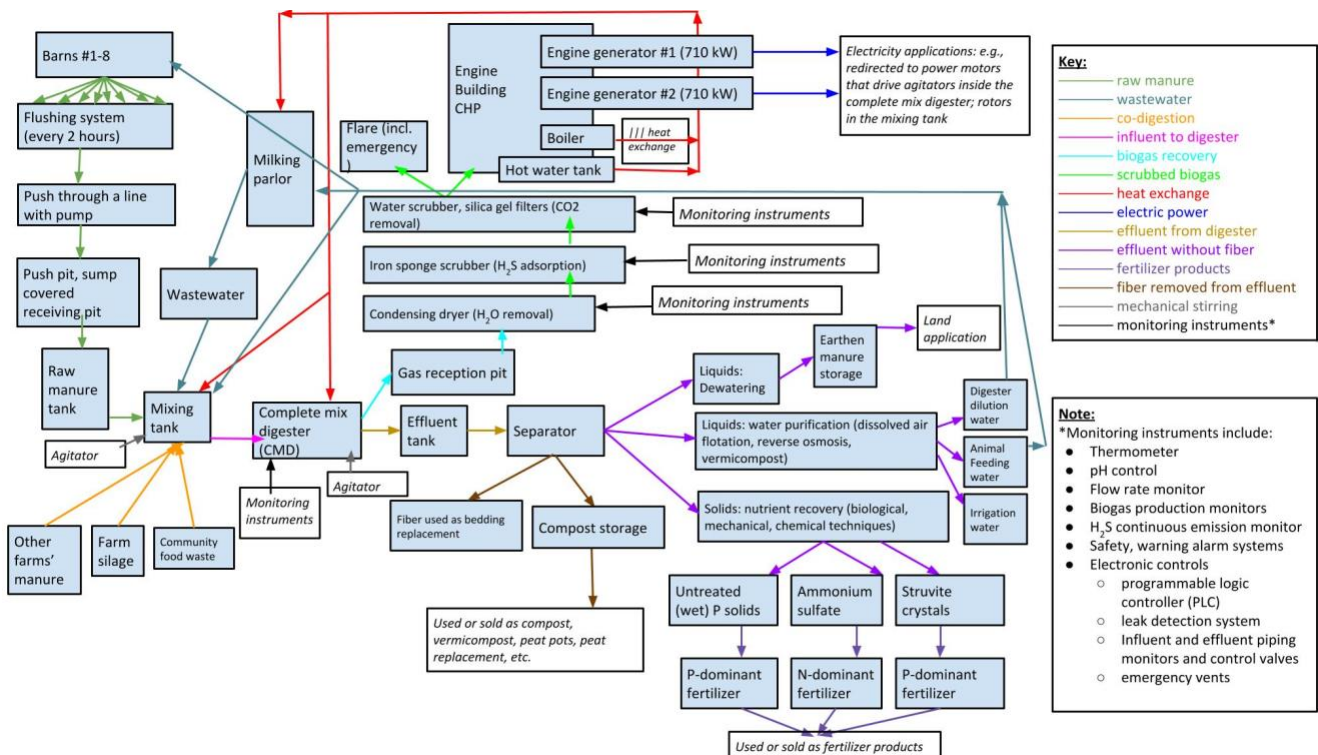 Barns #1-8
Flushing system
(every 2 hours)
Push through a line
with pump
Push pit, sump
covered
receiving pit
Raw
manure
tank
Agitator
Other
farms’
manure
Farm
silage
Community
food waste
Mixing
tank
Wastewater
Milking
parlor
Complete mix
digester
(CMD)
Monitoring
instruments
Agitator
Flare (incl.
emergency
)
Engine
Building
CHP
Engine generator #1 (710 kW)
Engine generator #2 (710 kW)
Boiler
||| heat
exchange
Hot water tank
Electricity applications: e.g.,
redirected to power motors
that drive agitators inside the
complete mix digester; rotors
in the mixing tank
Water scrubber, silica gel filters (CO2
removal)
Monitoring instruments
Iron sponge scrubber (H2S adsorption)
Monitoring instruments
Condensing dryer (H2O removal)
Monitoring instruments
Gas reception pit
Effluent
tank
Separator
Fiber used as bedding
replacement
Compost storage
Used or sold as compost,
vermicompost, peat pots, peat
replacement, etc.
Liquids:
Dewatering
Earthen
manure
storage
Land
application
Liquids: water purification (dissolved air
flotation, reverse osmosis,
vermicompost)
Digester
dilution
water
Animal
Feeding
water
Irrigation
water
Solids: nutrient recovery (biological,
mechanical, chemical techniques)
Untreated
(wet) P solids
Ammonium
sulfate
Struvite
crystals
P-dominant
fertilizer
N-dominant
fertilizer
P-dominant
fertilizer
Used or sold as fertilizer products
Key:
raw manure
wastewater
co-digestion
influent to digester
biogas recovery
scrubbed biogas
heat exchange
electric power
effluent from digester
effluent without fiber
fertilizer products
fiber removed from effluent
mechanical stirring
monitoring instruments*
Note:
*Monitoring instruments include:
● Thermometer
● pH control
● Flow rate monitor
● Biogas production monitors
● H2S continuous emission monitor
● Safety, warning alarm systems
● Electronic controls
○ programmable logic
controller (PLC)
○ leak detection system
○ Influent and effluent piping
monitors and control valves
○ emergency vents